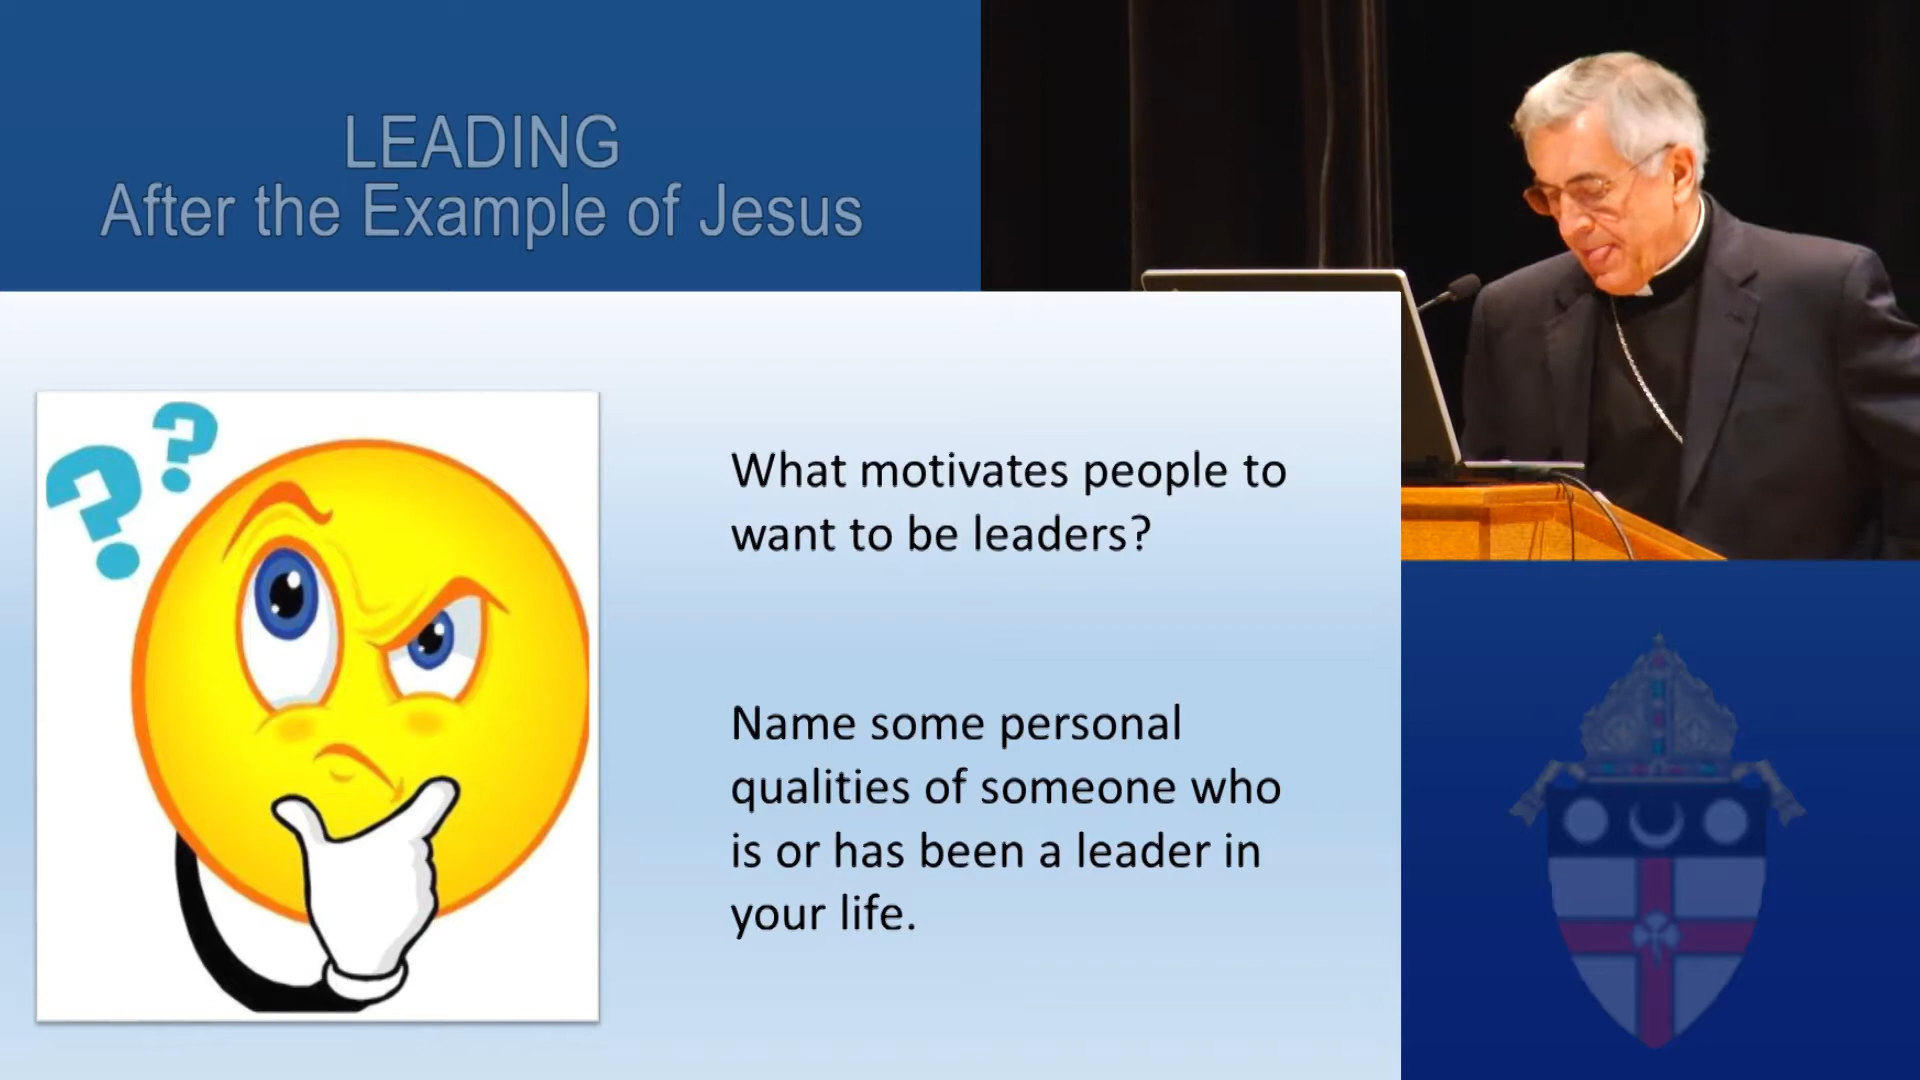 LEADING
After the Example of Jesus
What motivates people to
want to be leaders?
Name some personal
qualities of someone who
is or has been a leader in
your life.